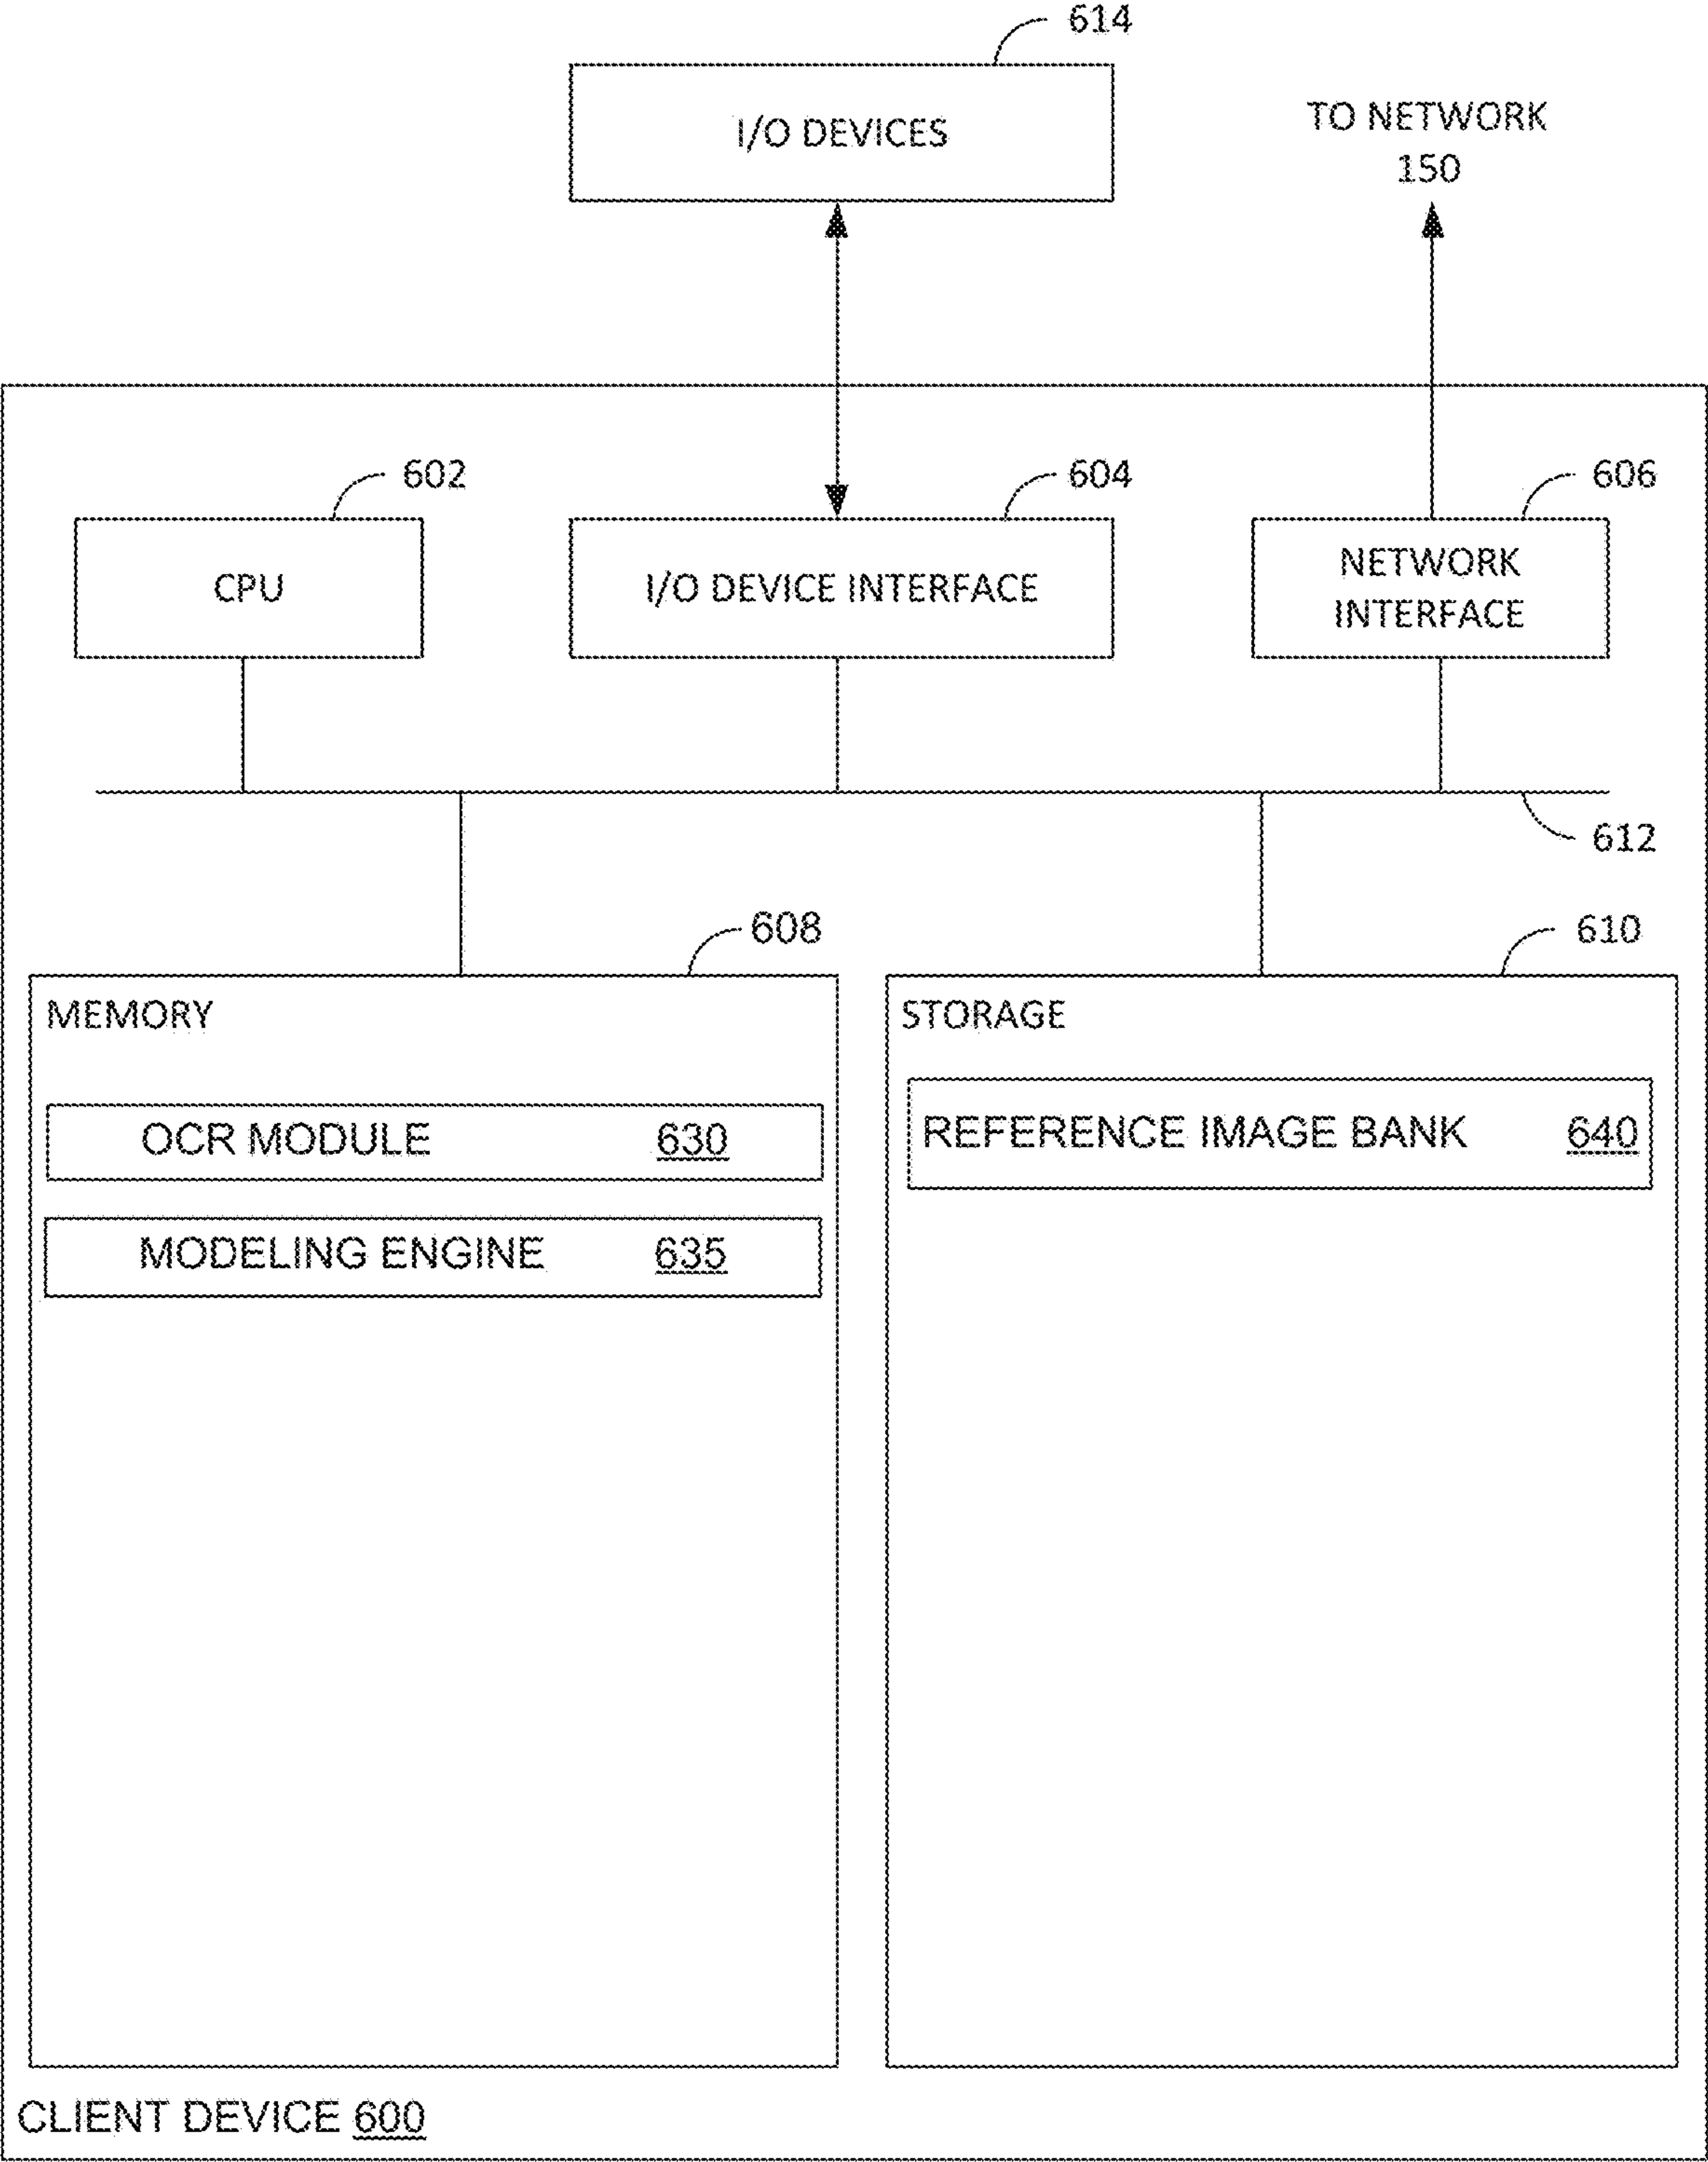 614
I/O DEVICES
TO NETWORK
150
602
604
606
CPU
I/O DEVICE INTERFACE
NETWORK
INTERFACE
612
608
610
MEMORY
STORAGE
OCR MODULE 630
REFERENCE IMAGE BANK 640
MODELING ENGINE 635
CLIENT DEVICE 600